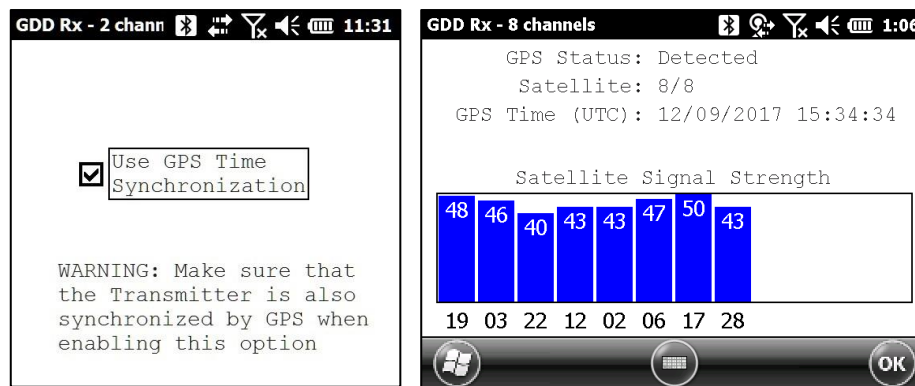 GDD Rx - 2 chann 11:31
Use GPS Time
Synchronization
WARNING: Make sure that
the Transmitter is also
synchronized by GPS when
enabling this option
GDD Rx - 8 channels 1:06
GPS Status: Detected
Satellite: 8/8
GPS Time (UTC): 12/09/2017 15:34:34
Satellite Signal Strength
48 46 40 43 43 47 50 43
19 03 22 12 02 06 17 28
OK